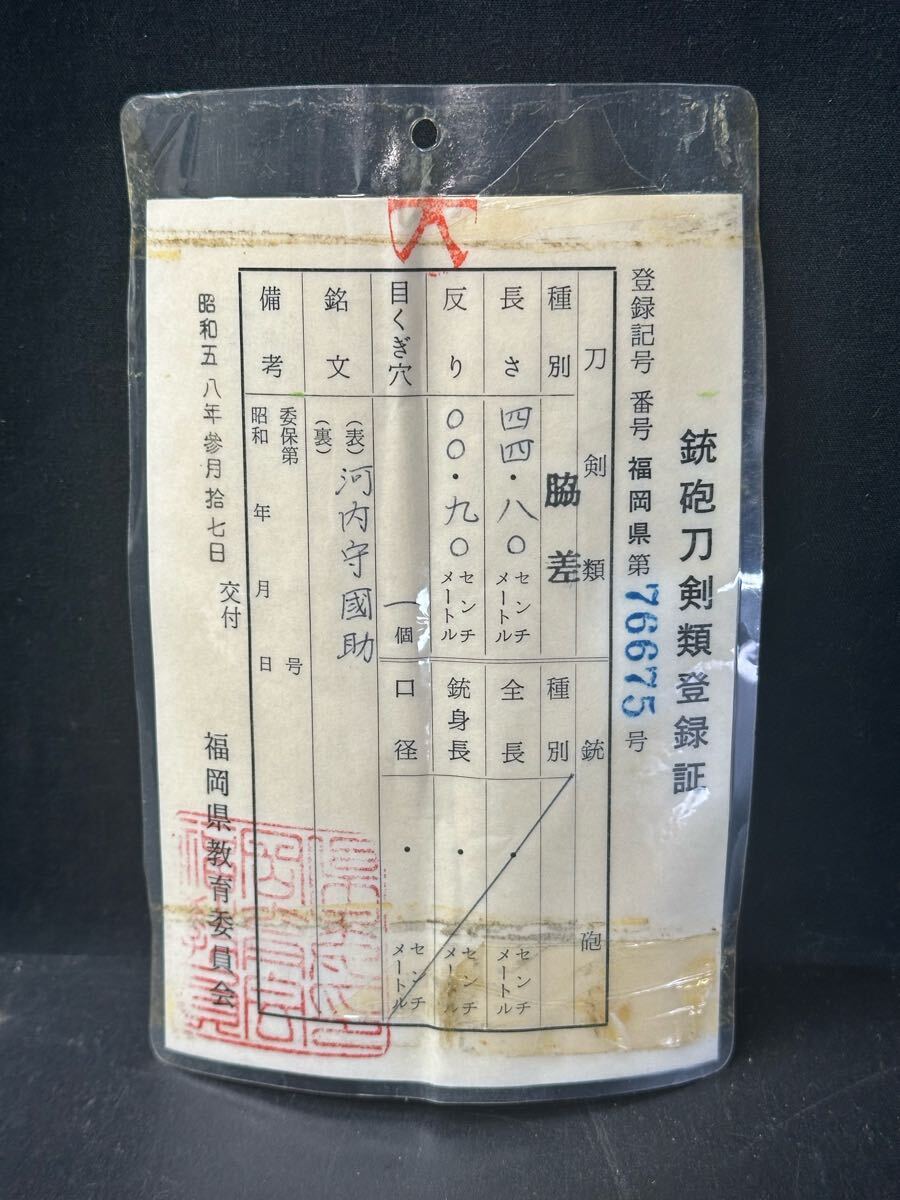 銃砲刀剣類登録証
登録記号番号福岡県第76675号
刀剣類
種別 脇差
長さ 四四・八〇センチメートル
反り 〇〇・九〇センチメートル
目くぎ穴 一個
銃砲
種別
全長 ・ センチメートル
銃身長 ・ センチメートル
口径 ・ センチメートル
銘文 (表) 河内守國助
(裏)
備考 委保第 号
昭和 年 月 日
昭和五八年参月拾七日 交付
福岡県教育委員会